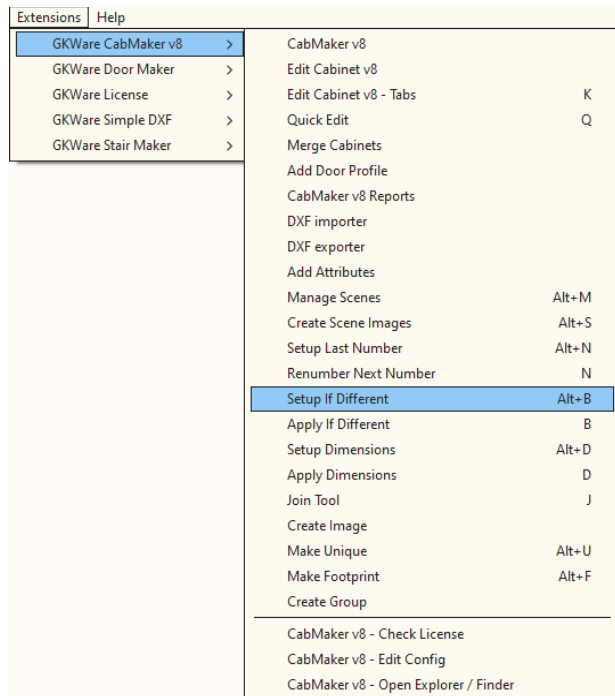 Extensions Help
GKWare CabMaker v8 >
GKWare Door Maker >
GKWare License >
GKWare Simple DXF >
GKWare Stair Maker >
CabMaker v8
Edit Cabinet v8
Edit Cabinet v8 - Tabs K
Quick Edit Q
Merge Cabinets
Add Door Profile
CabMaker v8 Reports
DXF importer
DXF exporter
Add Attributes
Manage Scenes Alt+M
Create Scene Images Alt+S
Setup Last Number Alt+N
Renumber Next Number N
Setup If Different Alt+B
Apply If Different B
Setup Dimensions Alt+D
Apply Dimensions D
Join Tool J
Create Image
Make Unique Alt+U
Make Footprint Alt+F
Create Group
CabMaker v8 - Check License
CabMaker v8 - Edit Config
CabMaker v8 - Open Explorer / Finder